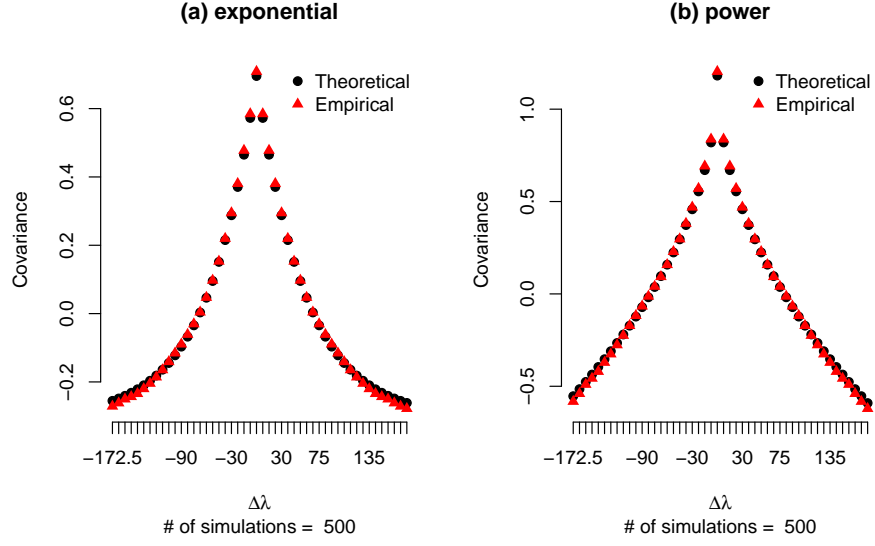 (a) exponential
Theoretical
Empirical
Covariance
0.6
0.4
0.2
0.0
−0.2
−172.5 −90 −30 30 75 135
Δλ
# of simulations = 500
(b) power
Theoretical
Empirical
Covariance
1.0
0.5
0.0
−0.5
−172.5 −90 −30 30 75 135
Δλ
# of simulations = 500